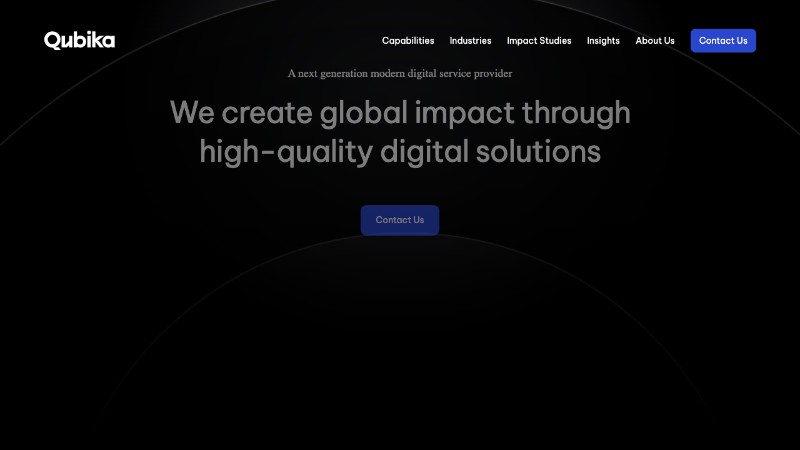 Qubika
Capabilities
Industries
Impact Studies
Insights
About Us
Contact Us
A next generation modern digital service provider
We create global impact through
high-quality digital solutions
Contact Us